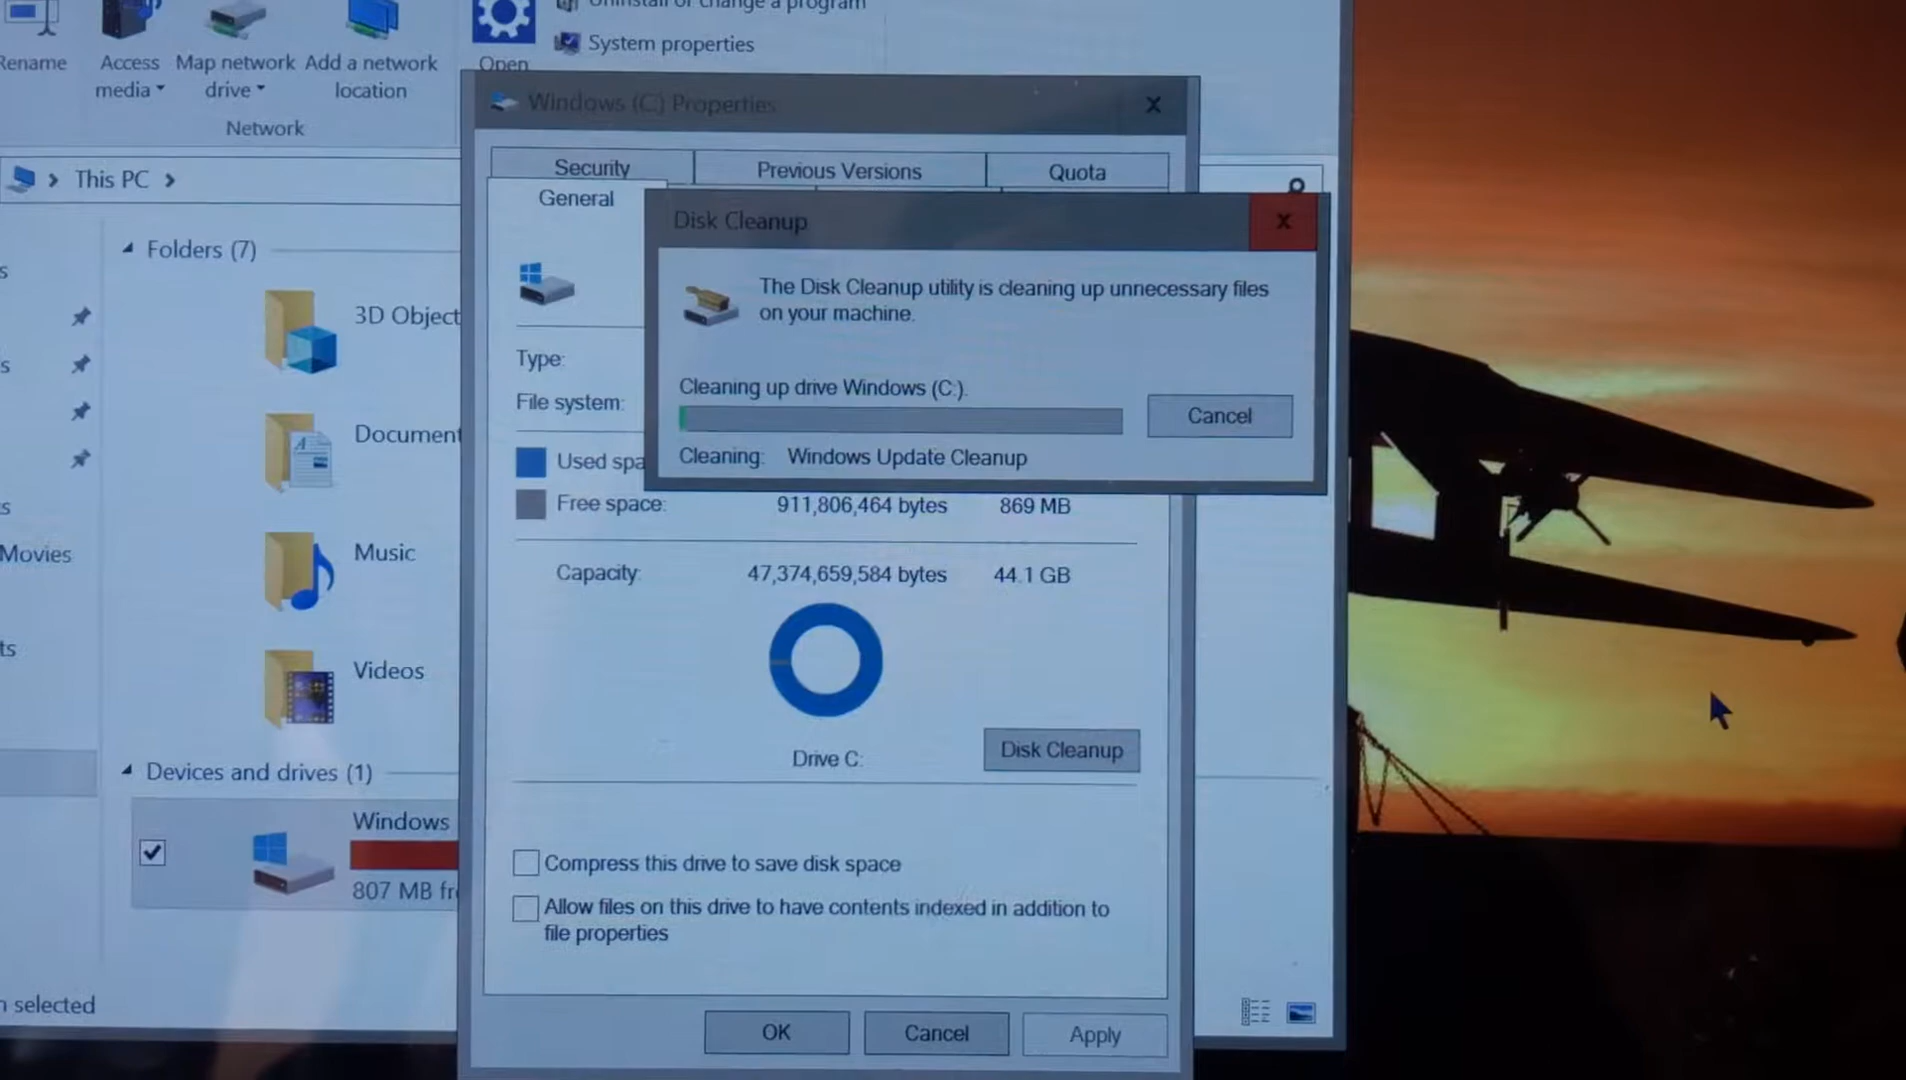 Uninstall or change a program
System properties
Rename
Access
media
Map network
drive
Add a network
location
Open
Network
Windows (C:) Properties
X
This PC
Security
Previous Versions
Quota
General
Disk Cleanup
X
The Disk Cleanup utility is cleaning up unnecessary files
on your machine.
Cleaning up drive Windows (C:).
Cancel
Cleaning: Windows Update Cleanup
Type:
File system:
Used spa
Free space: 911,806,464 bytes 869 MB
Capacity: 47,374,659,584 bytes 44.1 GB
Drive C:
Disk Cleanup
Compress this drive to save disk space
Allow files on this drive to have contents indexed in addition to
file properties
OK
Cancel
Apply
Folders (7)
3D Object
Document
Music
Videos
Devices and drives (1)
Windows
807 MB fr
s
s
s
Movies
ts
selected